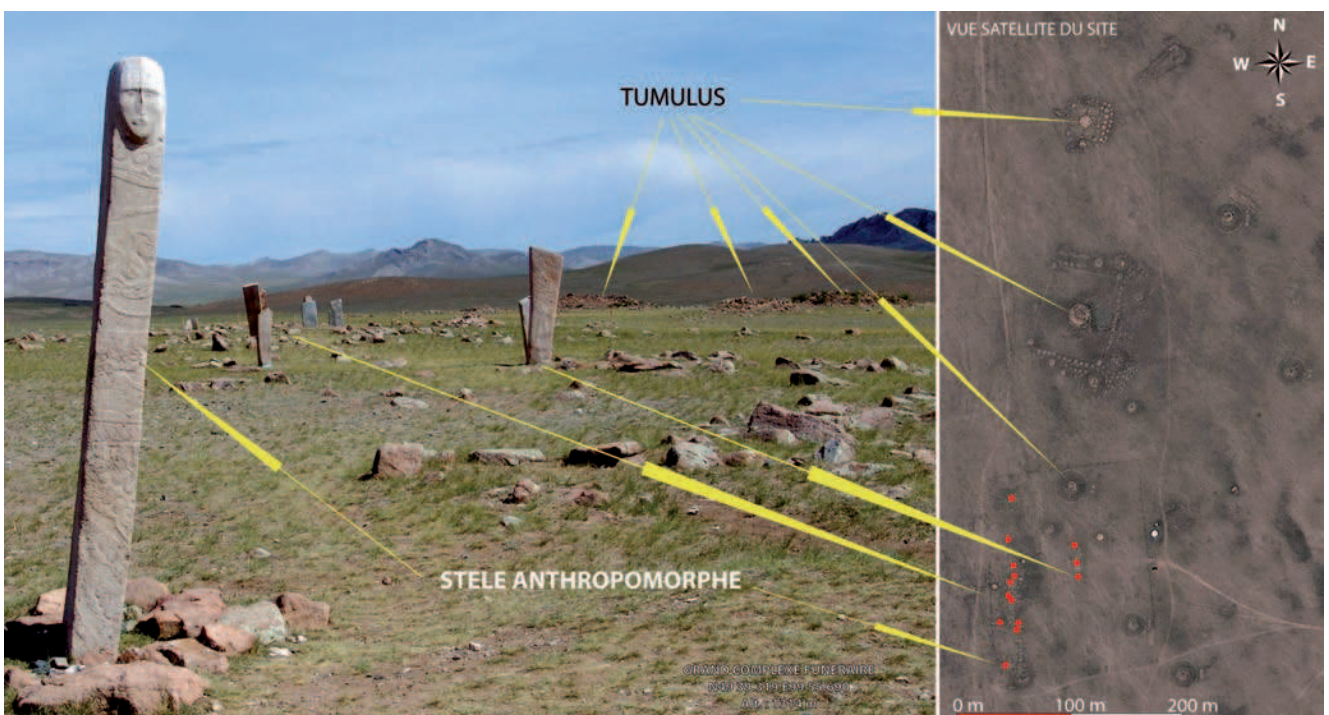 VUE SATELLITE DU SITE
N
W E
S
TUMULUS
STELE ANTHROPOMORPHE
GRAND COMPLEXE FUNERAIRE
0 m 100 m 200 m